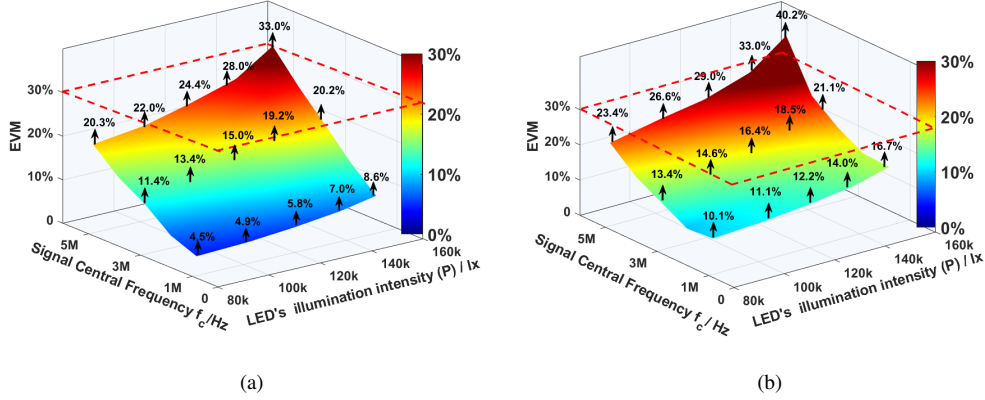 33.0%
28.0%
24.4%
22.0%
20.3%
20.2%
19.2%
15.0%
13.4%
11.4%
8.6%
7.0%
5.8%
4.9%
4.5%
EVM
30%
20%
10%
0
5M
3M
1M
0
Signal Central Frequency f_c/Hz
80k
100k
120k
140k
160k
LED's illumination intensity (P) / lx
30%
20%
10%
0%
(a)
40.2%
33.0%
29.0%
26.6%
23.4%
21.1%
18.5%
16.4%
14.6%
13.4%
16.7%
14.0%
12.2%
11.1%
10.1%
EVM
30%
20%
10%
0
5M
3M
1M
0
Signal Central Frequency f_c/Hz
80k
100k
120k
140k
160k
LED's illumination intensity (P) / lx
30%
20%
10%
0%
(b)